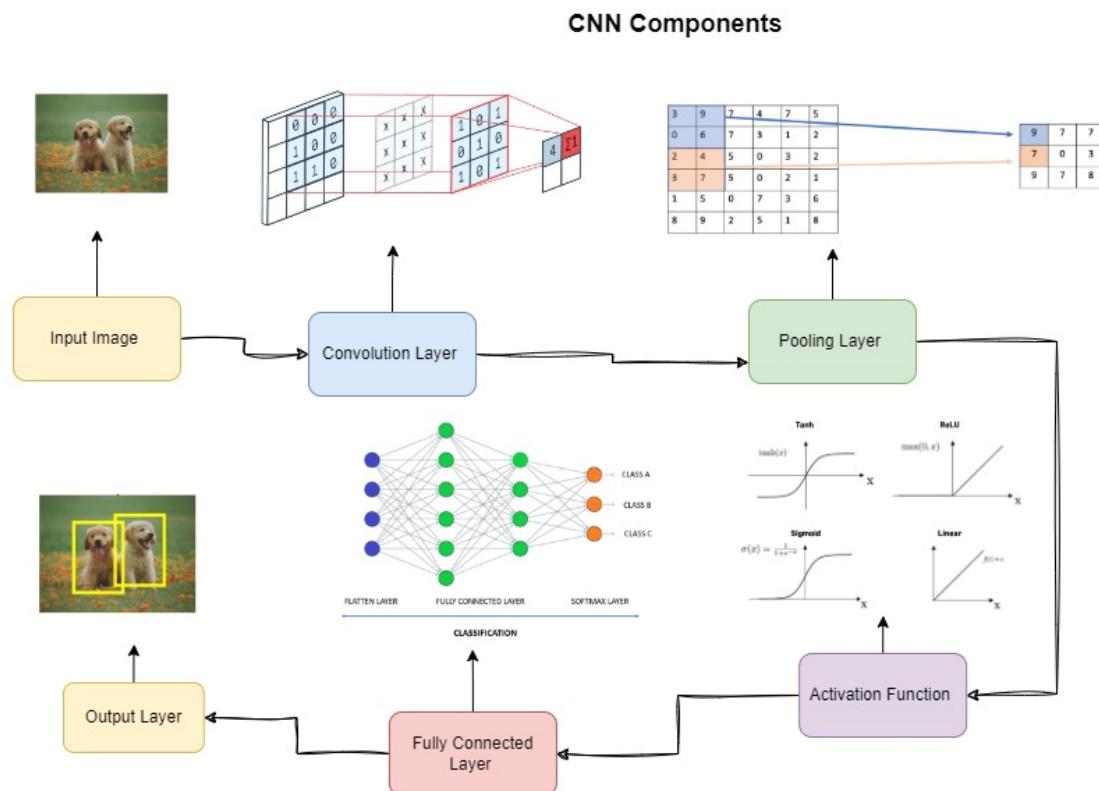 CNN Components
0 0 0
1 0 0
1 1 0
x x x
x x x
x x x
1 0 1
0 1 0
1 0 1
4 Σ1
3 9 7 4 7 5
0 6 7 3 1 2
2 4 5 0 3 2
3 7 5 0 2 1
1 5 0 7 3 6
8 9 2 5 1 8
9 7 7
7 0 3
9 7 8
Input Image
Convolution Layer
Pooling Layer
CLASS A
CLASS B
CLASS C
FLATTEN LAYER FULLY CONNECTED LAYER SOFTMAX LAYER
CLASSIFICATION
Tanh
tanh(x)
X
ReLU
max(0, x)
X
Sigmoid
σ(x) = 1/(1+e^-x)
X
Linear
f(x) = x
X
Output Layer
Fully Connected
Layer
Activation Function